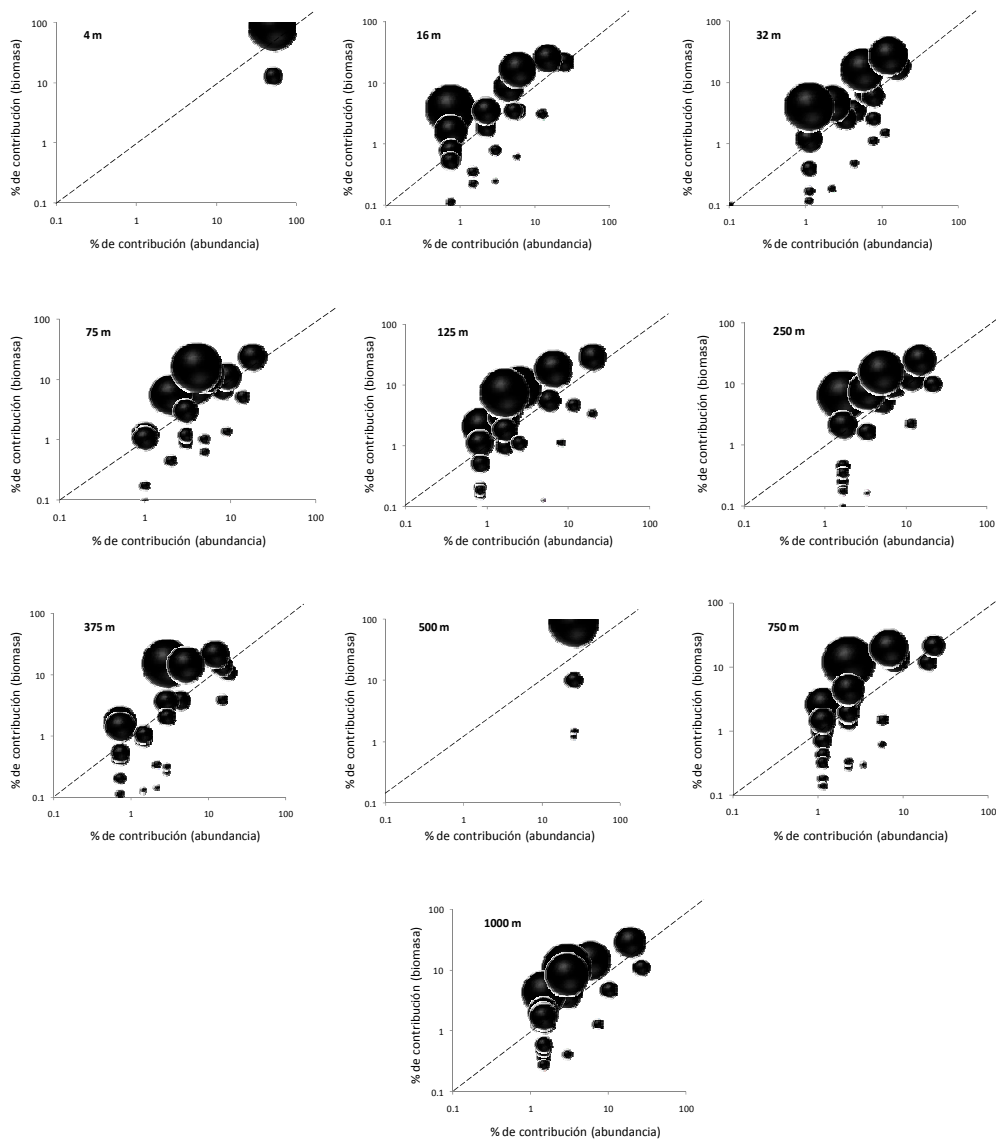 4 m
% de contribución (biomasa)
100
10
1
0.1
0.1 1 10 100
% de contribución (abundancia)
16 m
% de contribución (biomasa)
100
10
1
0.1
0.1 1 10 100
% de contribución (abundancia)
32 m
% de contribución (biomasa)
100
10
1
0.1
0.1 1 10 100
% de contribución (abundancia)
75 m
% de contribución (biomasa)
100
10
1
0.1
0.1 1 10 100
% de contribución (abundancia)
125 m
% de contribución (biomasa)
100
10
1
0.1
0.1 1 10 100
% de contribución (abundancia)
250 m
% de contribución (biomasa)
100
10
1
0.1
0.1 1 10 100
% de contribución (abundancia)
375 m
% de contribución (biomasa)
100
10
1
0.1
0.1 1 10 100
% de contribución (abundancia)
500 m
% de contribución (biomasa)
100
10
1
0.1
0.1 1 10 100
% de contribución (abundancia)
750 m
% de contribución (biomasa)
100
10
1
0.1
0.1 1 10 100
% de contribución (abundancia)
1000 m
% de contribución (biomasa)
100
10
1
0.1
0.1 1 10 100
% de contribución (abundancia)